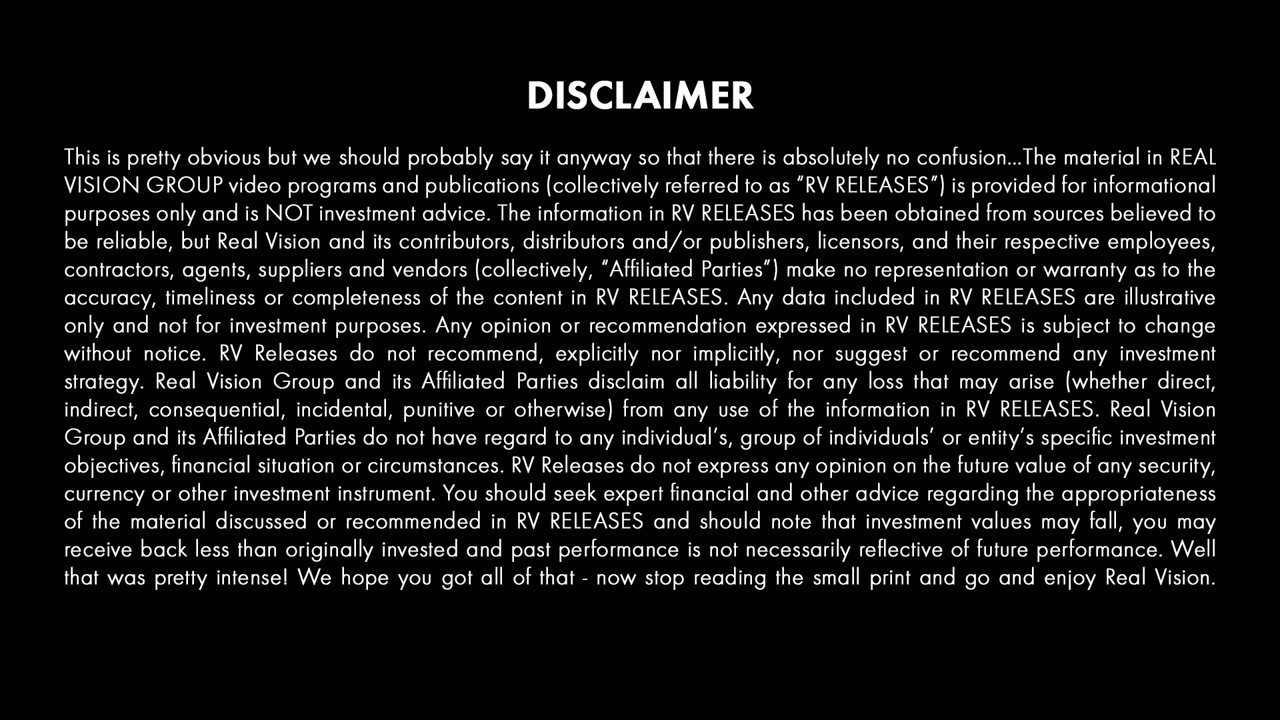 DISCLAIMER
This is pretty obvious but we should probably say it anyway so that there is absolutely no confusion...The material in REAL
VISION GROUP video programs and publications (collectively referred to as “RV RELEASES”) is provided for informational
purposes only and is NOT investment advice. The information in RV RELEASES has been obtained from sources believed to
be reliable, but Real Vision and its contributors, distributors and/or publishers, licensors, and their respective employees,
contractors, agents, suppliers and vendors (collectively, “Affiliated Parties”) make no representation or warranty as to the
accuracy, timeliness or completeness of the content in RV RELEASES. Any data included in RV RELEASES are illustrative
only and not for investment purposes. Any opinion or recommendation expressed in RV RELEASES is subject to change
without notice. RV Releases do not recommend, explicitly nor implicitly, nor suggest or recommend any investment
strategy. Real Vision Group and its Affiliated Parties disclaim all liability for any loss that may arise (whether direct,
indirect, consequential, incidental, punitive or otherwise) from any use of the information in RV RELEASES. Real Vision
Group and its Affiliated Parties do not have regard to any individual’s, group of individuals’ or entity’s specific investment
objectives, financial situation or circumstances. RV Releases do not express any opinion on the future value of any security,
currency or other investment instrument. You should seek expert financial and other advice regarding the appropriateness
of the material discussed or recommended in RV RELEASES and should note that investment values may fall, you may
receive back less than originally invested and past performance is not necessarily reflective of future performance. Well
that was pretty intense! We hope you got all of that - now stop reading the small print and go and enjoy Real Vision.